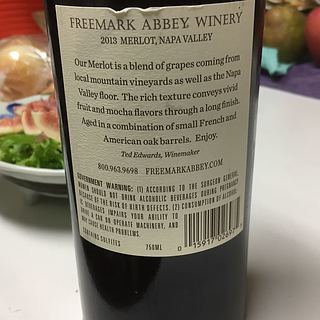 FREEMARK ABBEY WINERY
2013 MERLOT, NAPA VALLEY
Our Merlot is a blend of grapes coming from
local mountain vineyards as well as the Napa
Valley floor. The rich texture conveys vivid
fruit and mocha flavors through a long finish.
Aged in a combination of small French and
American oak barrels. Enjoy.
Ted Edwards, Winemaker
800.963.9698 FREEMARKABBEY.COM
GOVERNMENT WARNING: (1) ACCORDING TO THE SURGEON GENERAL,
WOMEN SHOULD NOT DRINK ALCOHOLIC BEVERAGES DURING PREGNANCY
BECAUSE OF THE RISK OF BIRTH DEFECTS. (2) CONSUMPTION OF ALCOHOLIC
BEVERAGES IMPAIRS YOUR ABILITY TO
DRIVE A CAR OR OPERATE MACHINERY, AND
MAY CAUSE HEALTH PROBLEMS.
CONTAINS SULFITES 750ML
0 15917